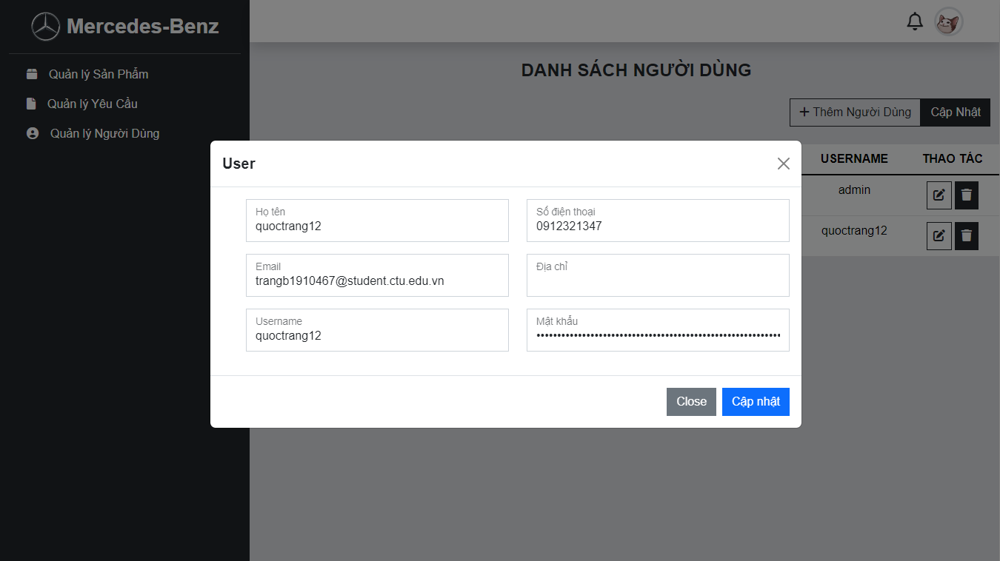 Mercedes-Benz
Quản lý Sản Phẩm
Quản lý Yêu Cầu
Quản lý Người Dùng
DANH SÁCH NGƯỜI DÙNG
Thêm Người Dùng
Cập Nhật
USERNAME
THAO TÁC
admin
quoctrang12
User
Họ tên
quoctrang12
Số điện thoại
0912321347
Email
trangb1910467@student.ctu.edu.vn
Địa chỉ
Username
quoctrang12
Mật khẩu
Close
Cập nhật